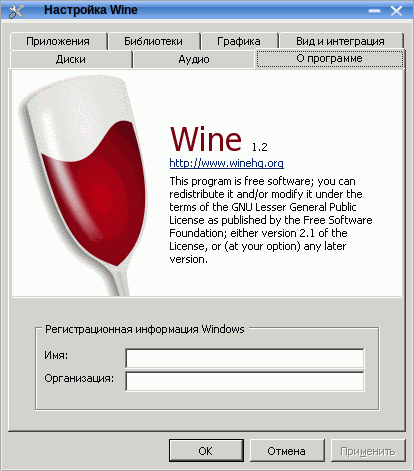 Настройка Wine
Приложения Библиотеки Графика Вид и интеграция
Диски Аудио О программе
Wine 1.2
http://www.winehq.org
This program is free software; you can
redistribute it and/or modify it under the
terms of the GNU Lesser General Public
License as published by the Free Software
Foundation; either version 2.1 of the
License, or (at your option) any later
version.
Регистрационная информация Windows
Имя:
Организация:
OK Отмена Применить